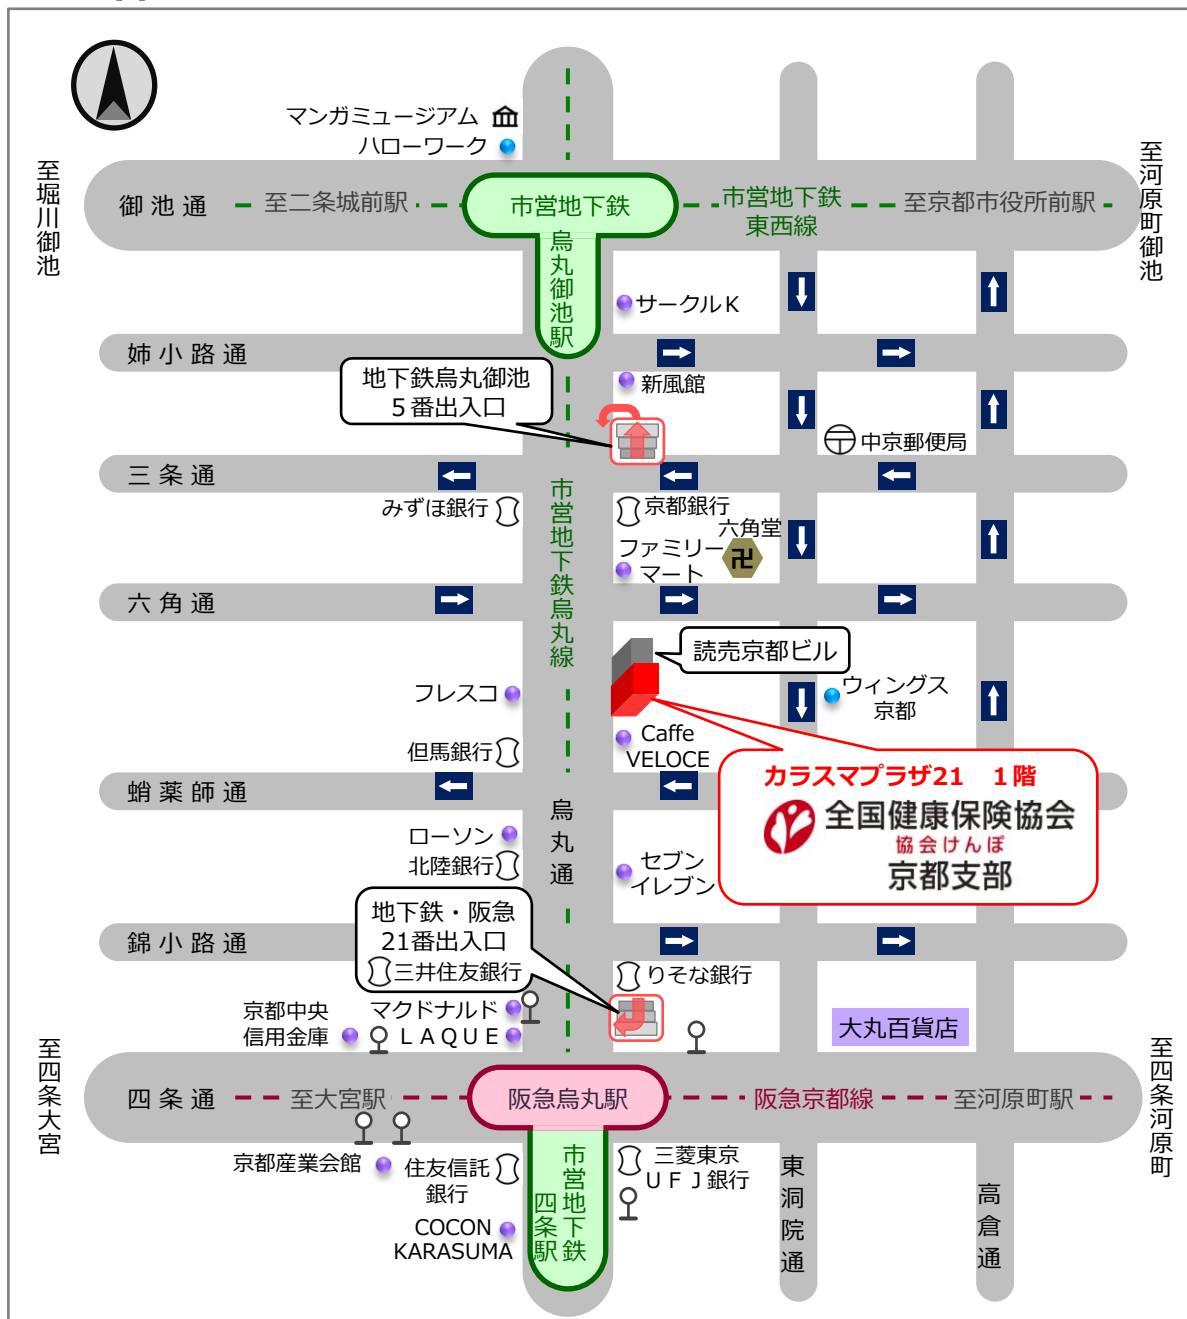 マンガミュージアム
ハローワーク
至堀川御池
至河原町御池
御池通
至二条城前駅
市営地下鉄
烏丸御池駅
市営地下鉄
東西線
至京都市役所前駅
サークルK
姉小路通
新風館
地下鉄烏丸御池
5番出入口
中京郵便局
三条通
みずほ銀行
京都銀行
市営地下鉄烏丸線
六角堂
卍
ファミリー
マート
六角通
読売京都ビル
フレスコ
ウィングス
京都
但馬銀行
Caffe
VELOCE
カラスマプラザ21　1階
全国健康保険協会
協会けんぽ
京都支部
蛸薬師通
烏丸通
ローソン
北陸銀行
セブン
イレブン
地下鉄・阪急
21番出入口
三井住友銀行
錦小路通
りそな銀行
京都中央
信用金庫
マクドナルド
LAQUE
大丸百貨店
至四条大宮
至四条河原町
四条通
至大宮駅
阪急烏丸駅
阪急京都線
至河原町駅
京都産業会館
住友信託
銀行
市営地下鉄
四条駅
三菱東京
UFJ銀行
COCON
KARASUMA
東洞院通
高倉通